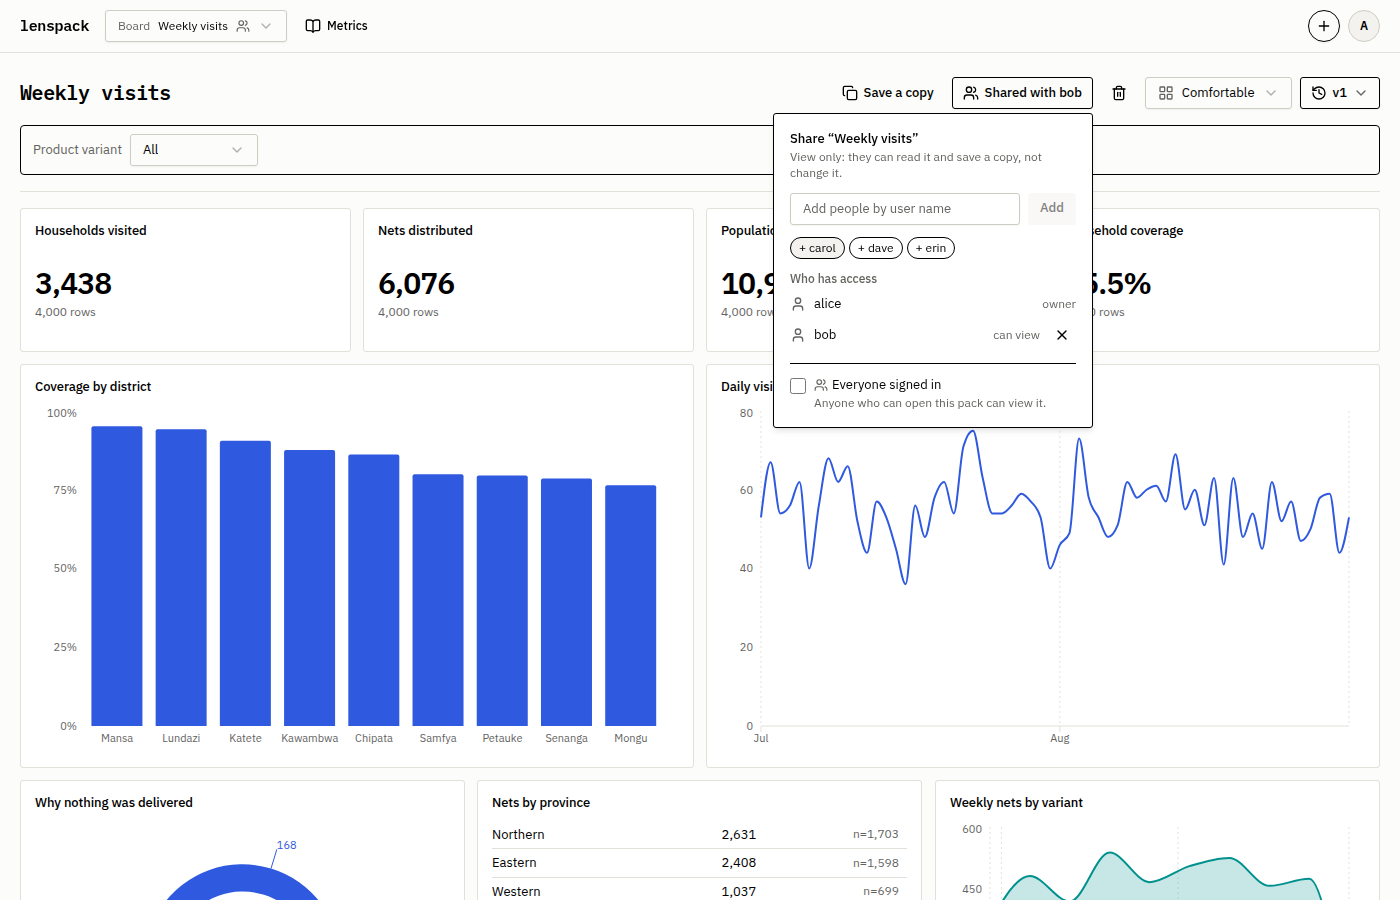 lenspack
Board Weekly visits
Metrics
A
Weekly visits
Save a copy
Shared with bob
Comfortable
v1
Product variant All
Share “Weekly visits”
View only: they can read it and save a copy, not
change it.
Add people by user name
Add
+ carol
+ dave
+ erin
Who has access
alice owner
bob can view
Everyone signed in
Anyone who can open this pack can view it.
Households visited
3,438
4,000 rows
Nets distributed
6,076
4,000 rows
Coverage by district
100%
75%
50%
25%
0%
Mansa Lundazi Katete Kawambwa Chipata Samfya Petauke Senanga Mongu
80
60
40
20
0
Jul Aug
Why nothing was delivered
168
Nets by province
Northern 2,631 n=1,703
Eastern 2,408 n=1,598
Western 1,037 n=699
Weekly nets by variant
600
450